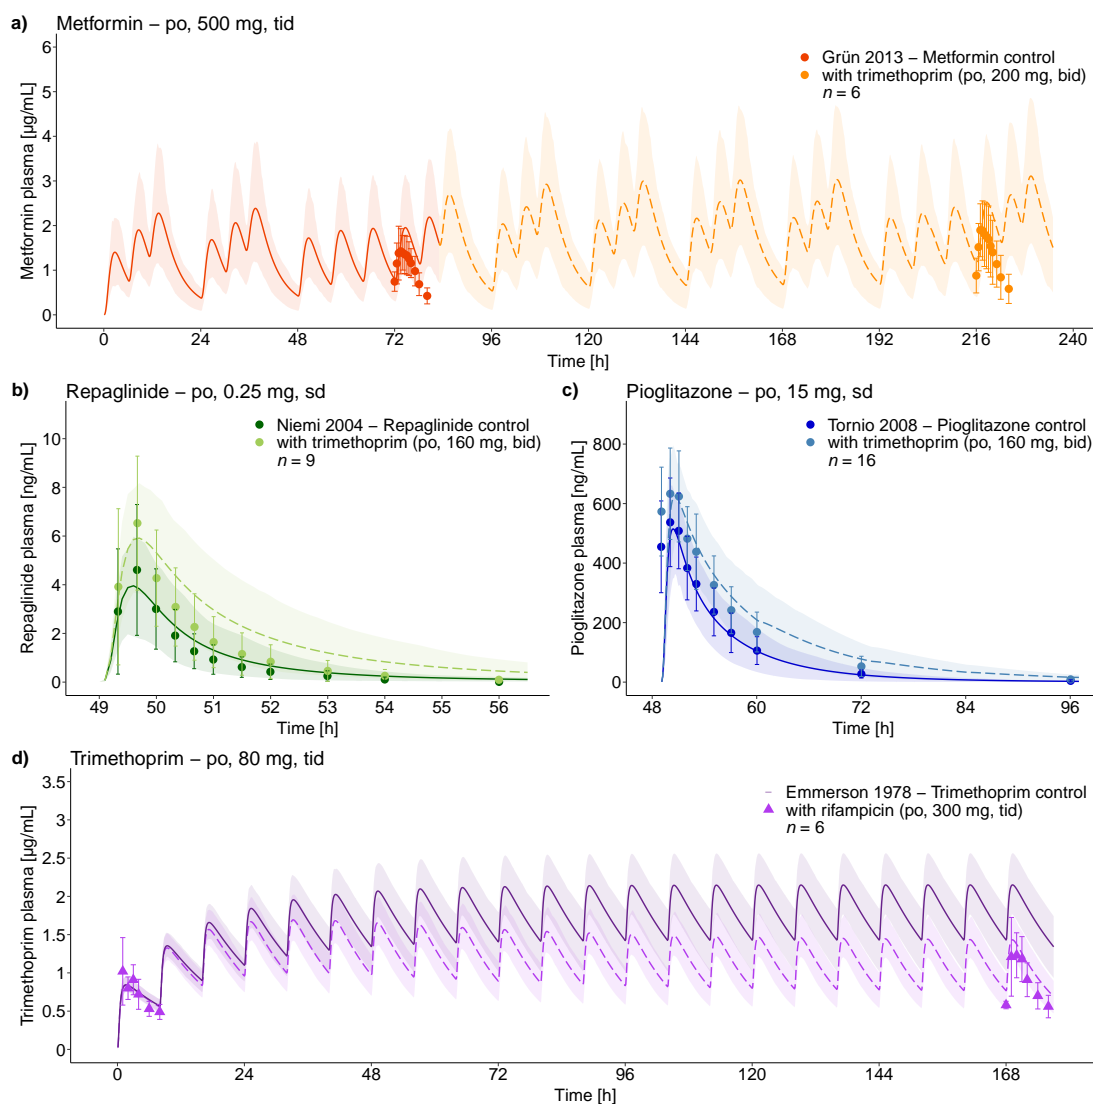 a) Metformin – po, 500 mg, tid
Metformin plasma [µg/mL]
6
5
4
3
2
1
0
Grün 2013 – Metformin control
with trimethoprim (po, 200 mg, bid)
n = 6
0 24 48 72 96 120 144 168 192 216 240
Time [h]
b) Repaglinide – po, 0.25 mg, sd
Repaglinide plasma [ng/mL]
10
8
6
4
2
0
Niemi 2004 – Repaglinide control
with trimethoprim (po, 160 mg, bid)
n = 9
49 50 51 52 53 54 55 56
Time [h]
c) Pioglitazone – po, 15 mg, sd
Pioglitazone plasma [ng/mL]
800
600
400
200
0
Tornio 2008 – Pioglitazone control
with trimethoprim (po, 160 mg, bid)
n = 16
48 60 72 84 96
Time [h]
d) Trimethoprim – po, 80 mg, tid
Trimethoprim plasma [µg/mL]
3.5
3
2.5
2
1.5
1
0.5
0
Emmerson 1978 – Trimethoprim control
with rifampicin (po, 300 mg, tid)
n = 6
0 24 48 72 96 120 144 168
Time [h]